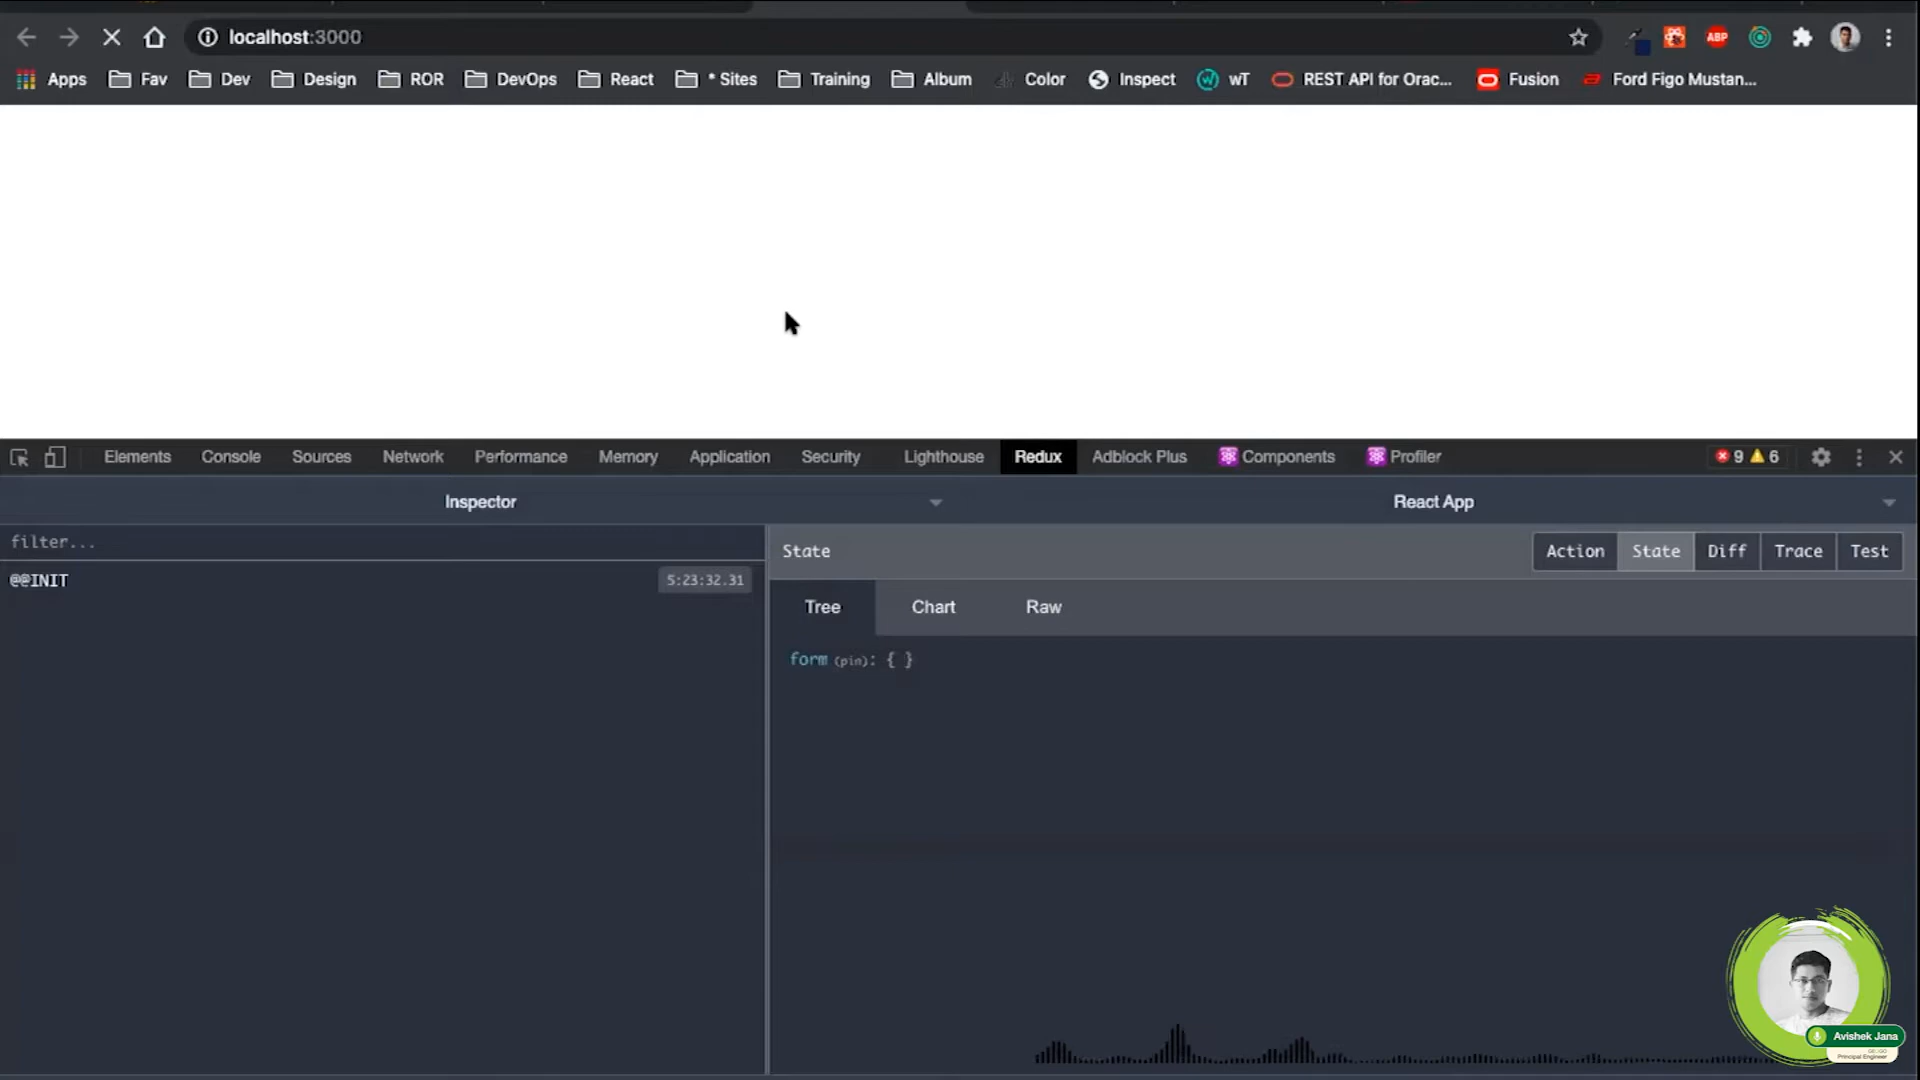 localhost:3000
ABP
Apps Fav Dev Design ROR DevOps React * Sites Training Album Color Inspect wT REST API for Orac... Fusion Ford Figo Mustan...
Elements Console Sources Network Performance Memory Application Security Lighthouse Redux Adblock Plus Components Profiler 9 6
Inspector React App
filter...
State Action State Diff Trace Test
@@INIT 5:23:32.31
Tree Chart Raw
form (pin): { }
Avishek Jana
Principal Engineer